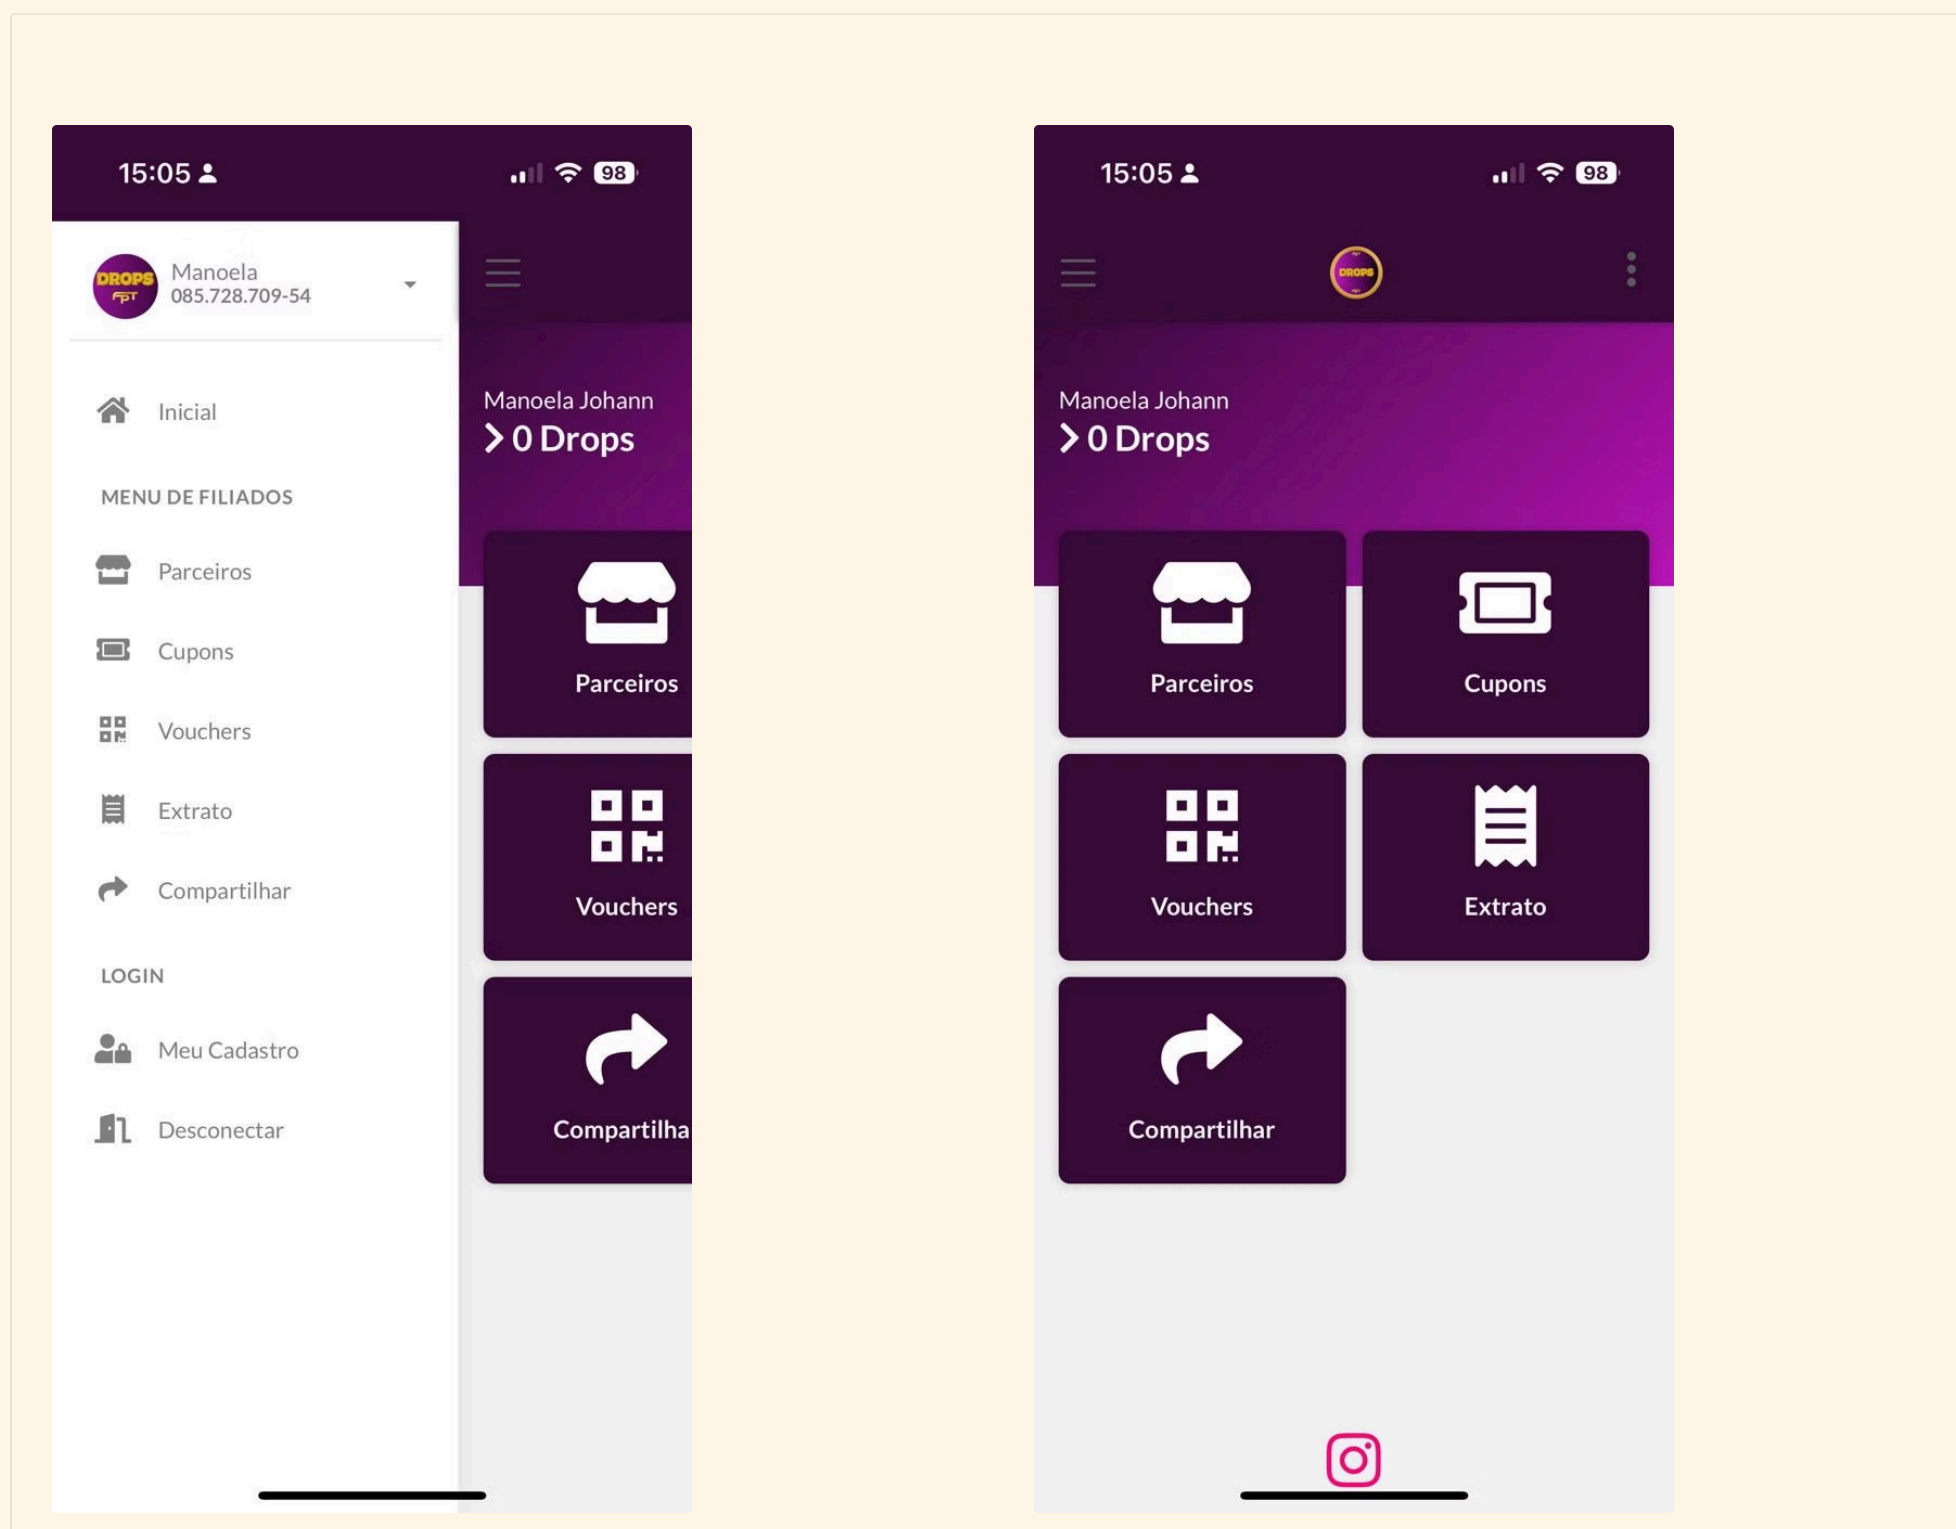 15:05
98
DROPS
FPT
Manoela
085.728.709-54
Inicial
MENU DE FILIADOS
Parceiros
Cupons
Vouchers
Extrato
Compartilhar
LOGIN
Meu Cadastro
Desconectar
Manoela Johann
0 Drops
Parceiros
Vouchers
Compartilha
15:05
98
DROPS
Manoela Johann
0 Drops
Parceiros
Cupons
Vouchers
Extrato
Compartilhar